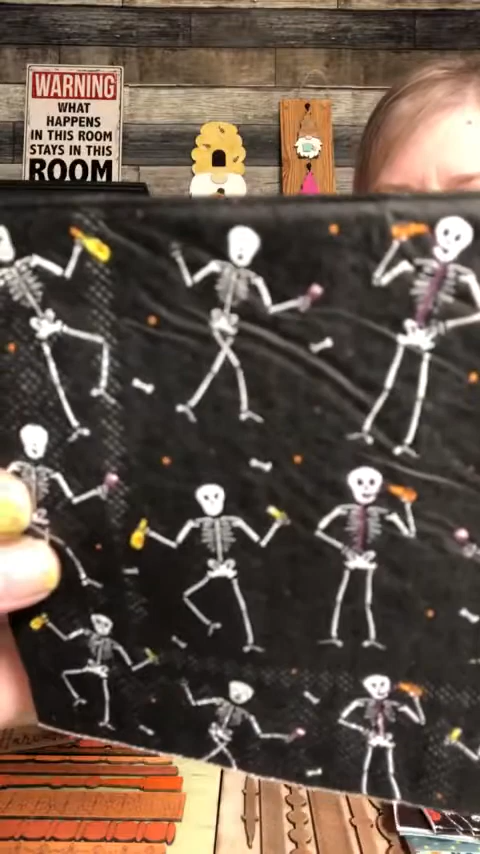 WARNING
WHAT
HAPPENS
IN THIS ROOM
STAYS IN THIS
ROOM